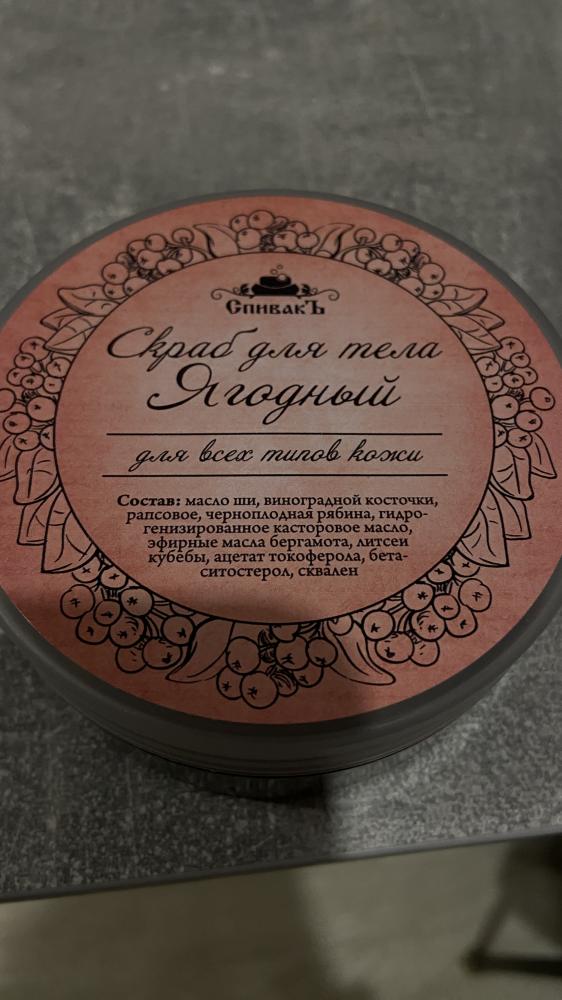 СпивакЪ
Скраб для тела
Ягодный
для всех типов кожи
Состав: масло ши, виноградной косточки,
рапсовое, черноплодная рябина, гидро-
генизированное касторовое масло,
эфирные масла бергамота, литсеи
кубебы, ацетат токоферола, бета-
ситостерол, сквален